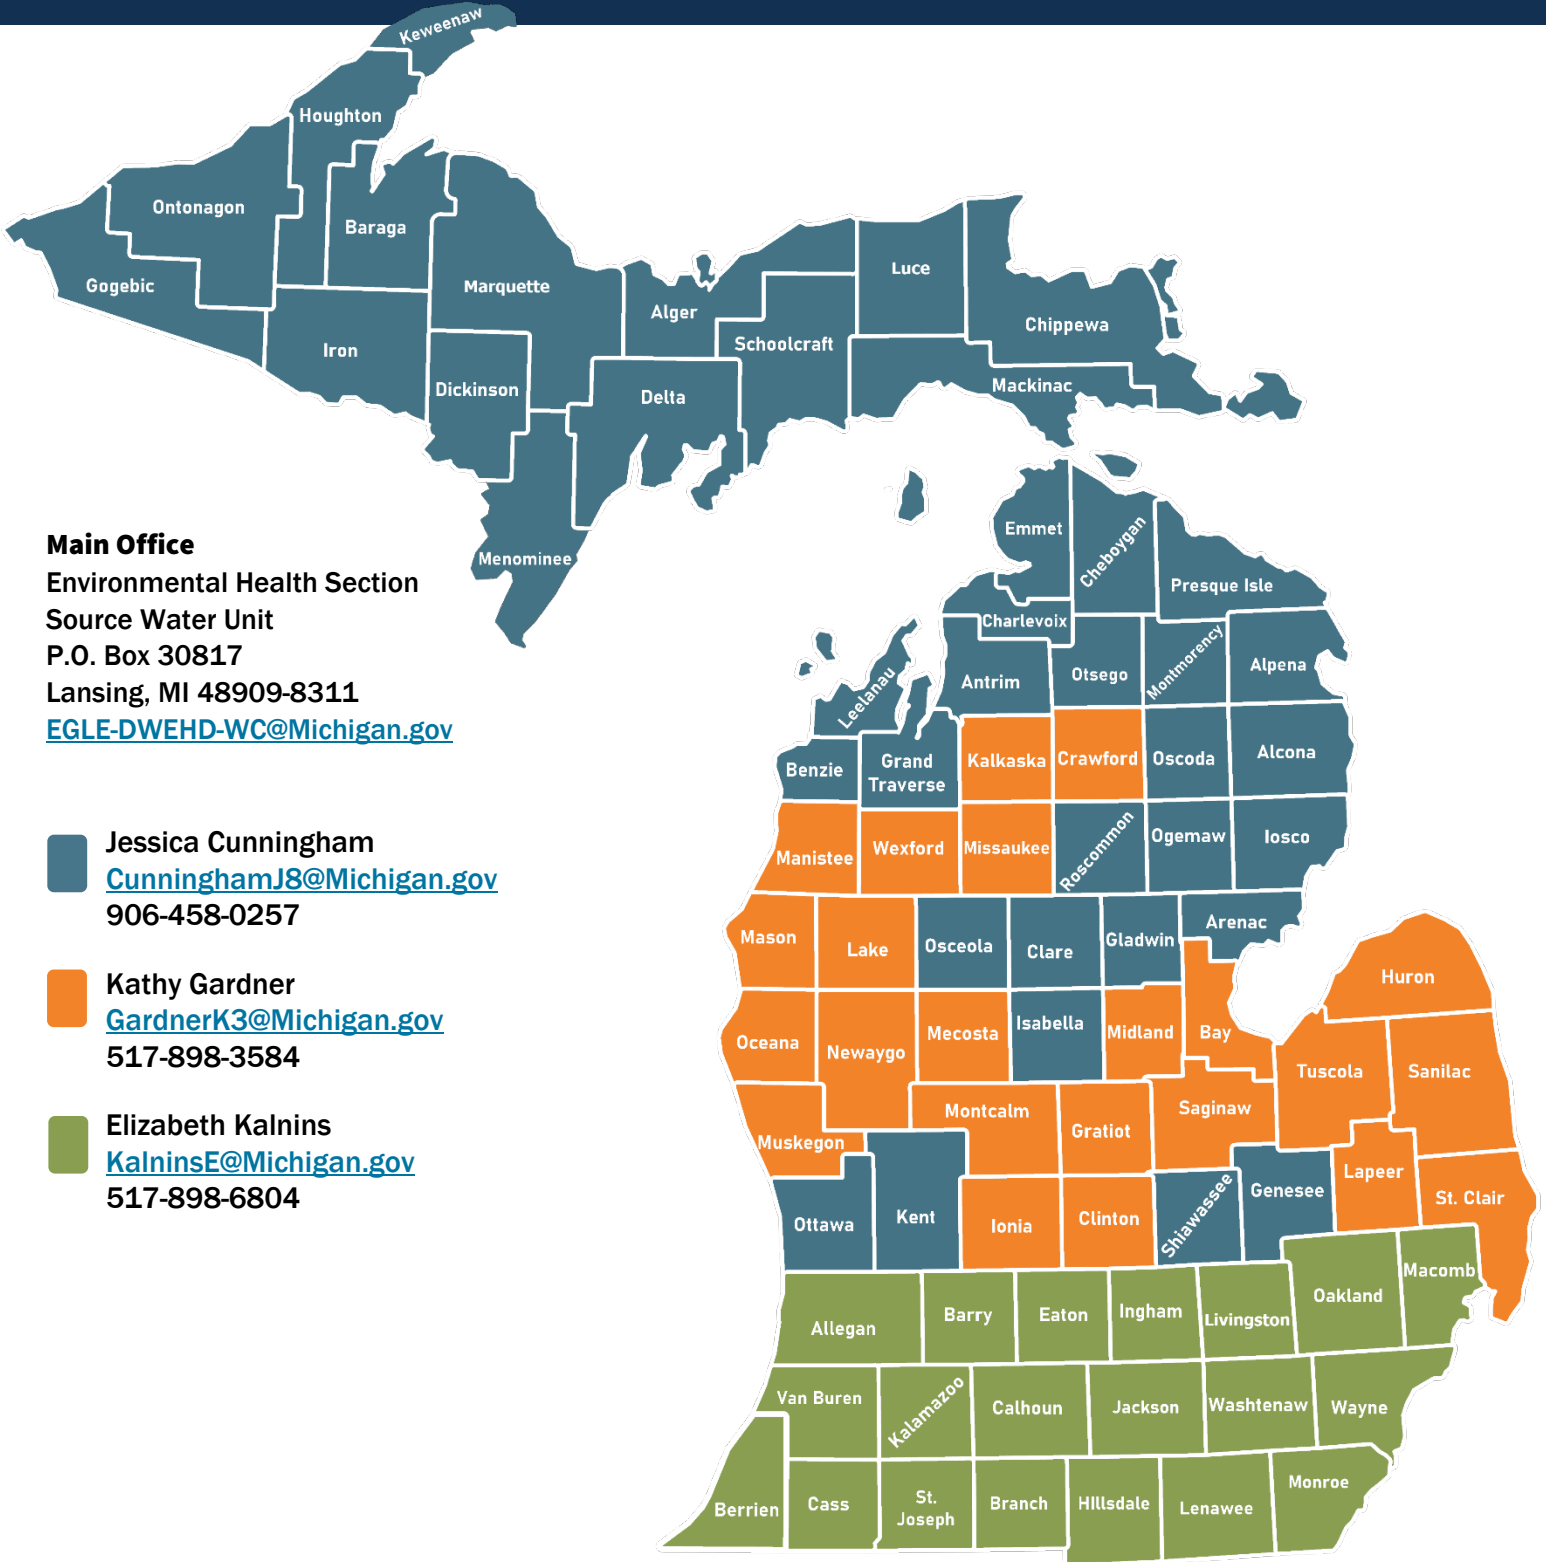 Keweenaw
Houghton
Ontonagon
Baraga
Gogebic
Marquette
Luce
Alger
Chippewa
Iron
Schoolcraft
Dickinson
Delta
Mackinac
Menominee
Main Office
Environmental Health Section
Source Water Unit
P.O. Box 30817
Lansing, MI 48909-8311
EGLE-DWEHD-WC@Michigan.gov
Jessica Cunningham
CunninghamJ8@Michigan.gov
906-458-0257
Kathy Gardner
GardnerK3@Michigan.gov
517-898-3584
Elizabeth Kalnins
KalninsE@Michigan.gov
517-898-6804
Emmet
Cheboygan
Presque Isle
Charlevoix
Leelanau
Antrim
Otsego
Montmorency
Alpena
Benzie
Grand
Traverse
Kalkaska
Crawford
Oscoda
Alcona
Manistee
Wexford
Missaukee
Roscommon
Ogemaw
Iosco
Mason
Lake
Osceola
Clare
Gladwin
Arenac
Huron
Oceana
Newaygo
Mecosta
Isabella
Midland
Bay
Tuscola
Sanilac
Muskegon
Montcalm
Gratiot
Saginaw
Ottawa
Kent
Ionia
Clinton
Shiawassee
Genesee
Lapeer
St. Clair
Allegan
Barry
Eaton
Ingham
Livingston
Oakland
Macomb
Van Buren
Kalamazoo
Calhoun
Jackson
Washtenaw
Wayne
Berrien
Cass
St.
Joseph
Branch
HIllsdale
Lenawee
Monroe